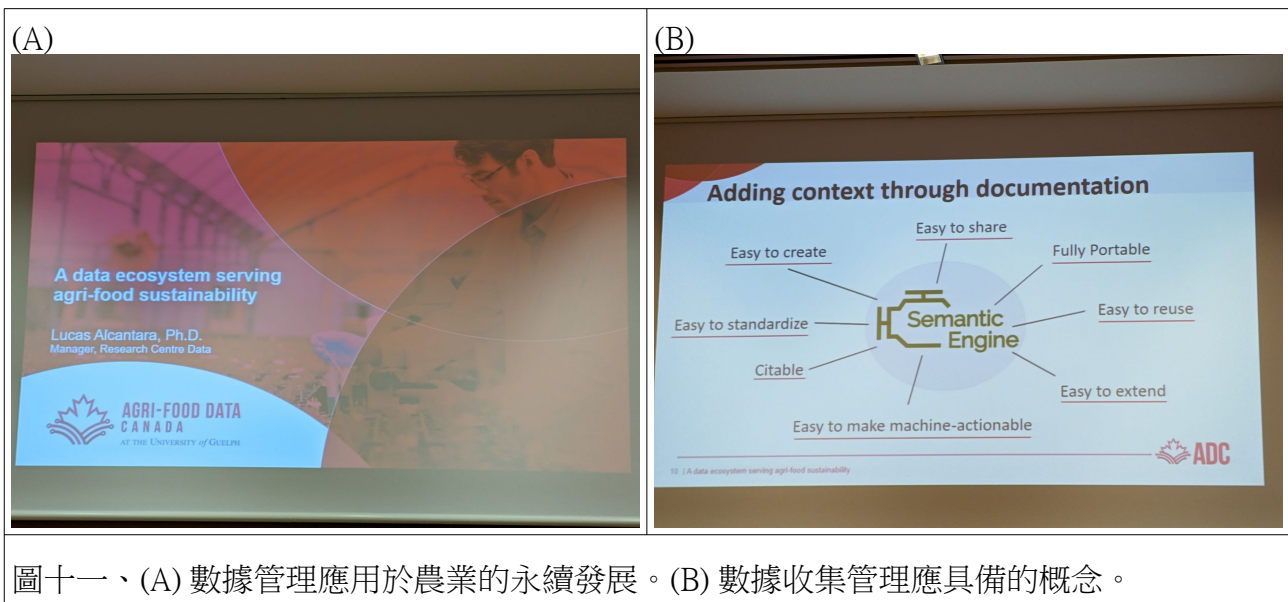 (A)
A data ecosystem serving
agri-food sustainability
Lucas Alcantara, Ph.D.
Manager, Research Centre Data
AGRI-FOOD DATA
CANADA
AT THE UNIVERSITY of GUELPH
(B)
Adding context through documentation
Easy to share
Easy to create
Fully Portable
Easy to standardize
Semantic
Engine
Easy to reuse
Citable
Easy to extend
Easy to make machine-actionable
ADC
10 | A data ecosystem serving agri-food sustainability
圖十一、(A) 數據管理應用於農業的永續發展。(B) 數據收集管理應具備的概念。